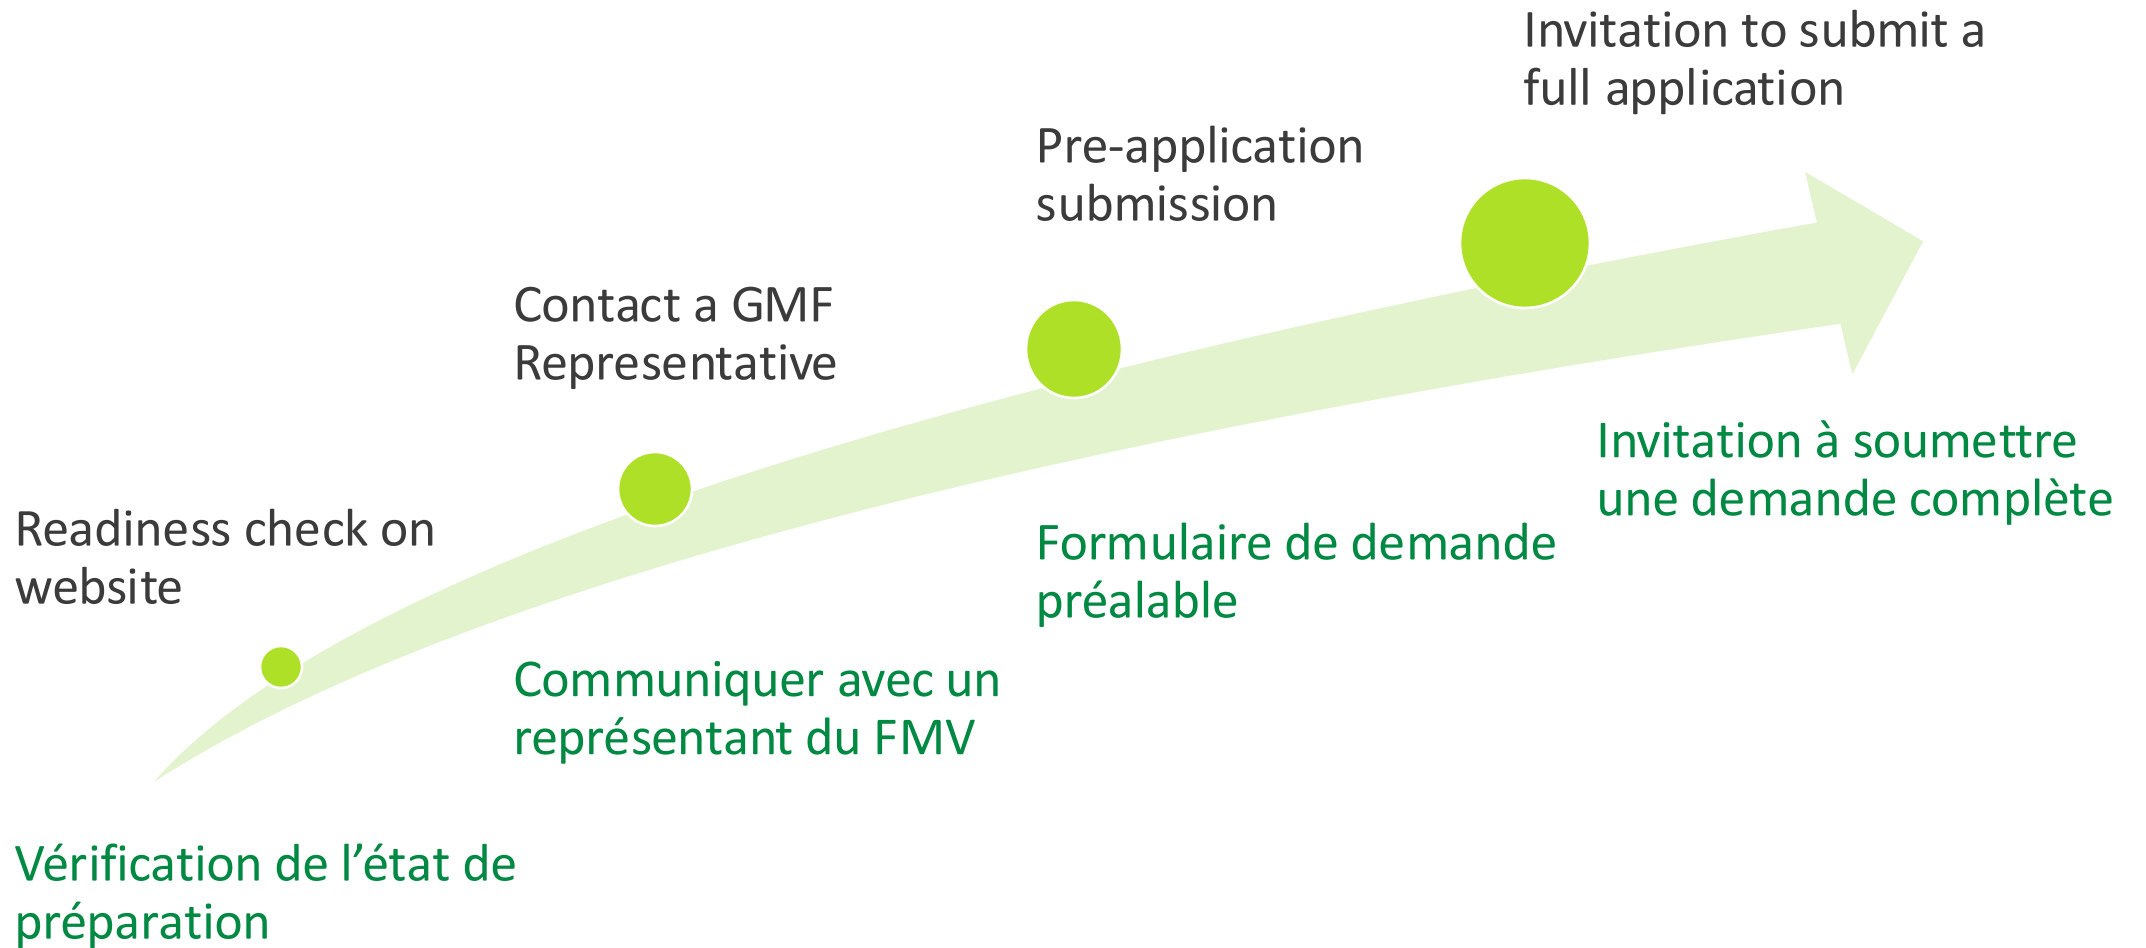 Invitation to submit a
full application
Pre-application
submission
Contact a GMF
Representative
Readiness check on
website
Invitation à soumettre
une demande complète
Formulaire de demande
préalable
Communiquer avec un
représentant du FMV
Vérification de l’état de
préparation